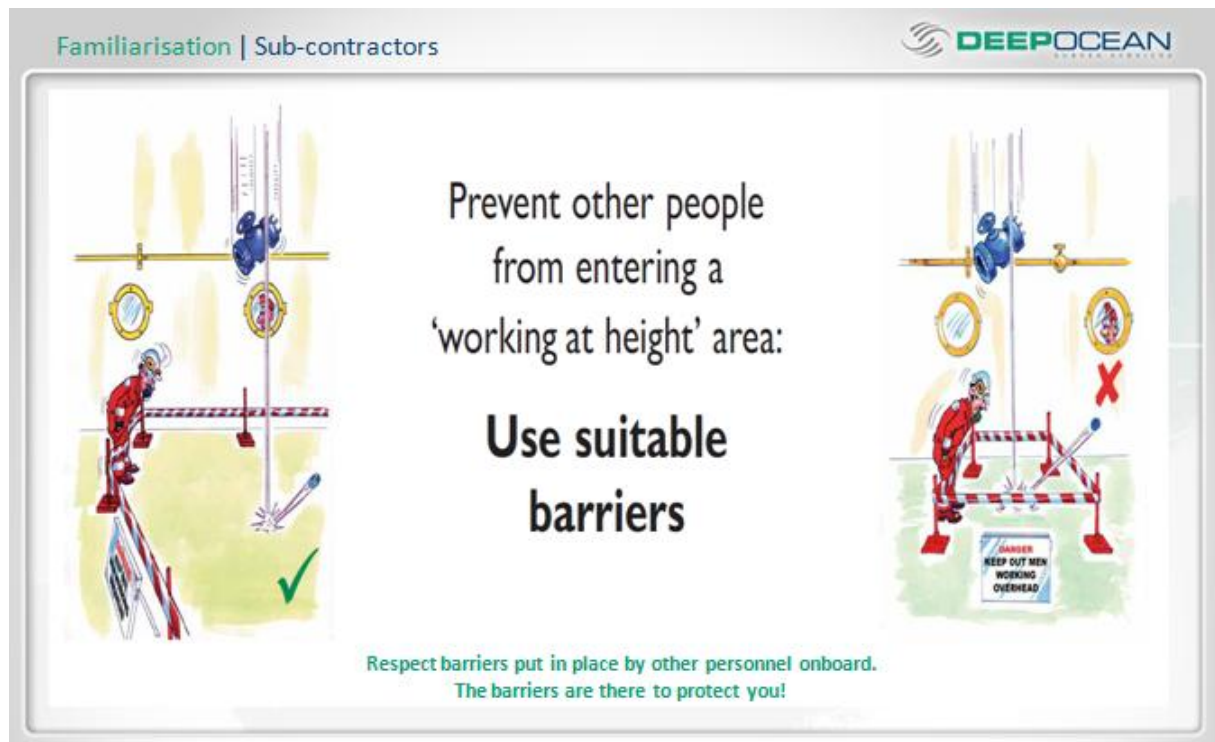 Familiarisation | Sub-contractors
DEEPOCEAN
Prevent other people
from entering a
‘working at height’ area:
Use suitable
barriers
DANGER
KEEP OUT MEN
WORKING
OVERHEAD
Respect barriers put in place by other personnel onboard.
The barriers are there to protect you!